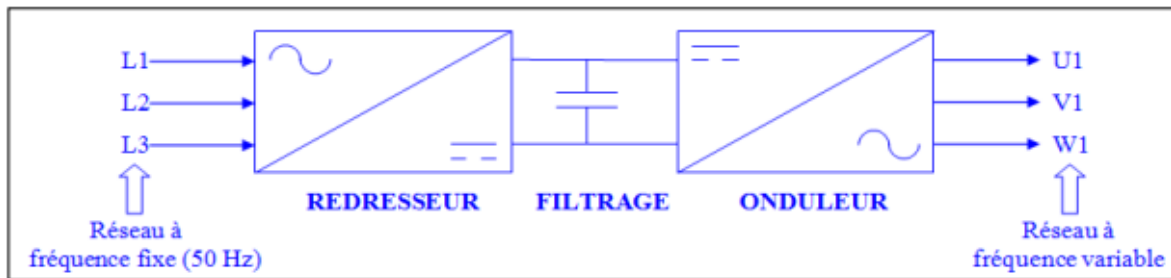 L1
L2
L3
U1
V1
W1
REDRESSEUR
FILTRAGE
ONDULEUR
Réseau à
fréquence fixe (50 Hz)
Réseau à
fréquence variable